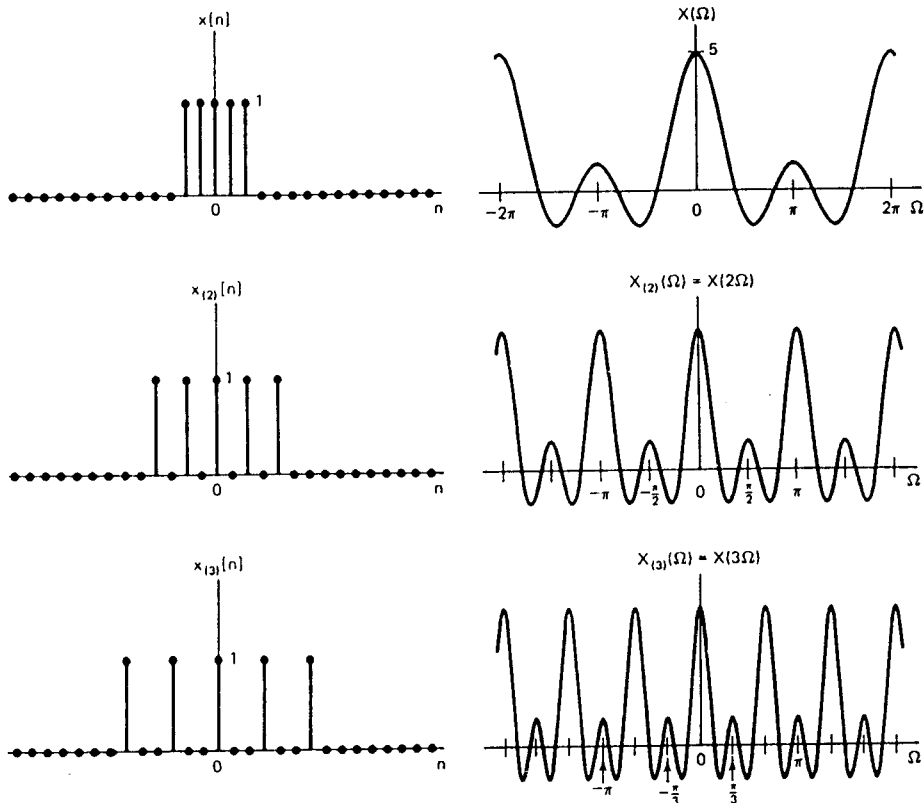 x[n]
1
0
n
X(Ω)
5
−2π
−π
0
π
2π
Ω
x(2)[n]
1
0
n
X(2)(Ω) = X(2Ω)
−π
−π/2
0
π/2
π
Ω
x(3)[n]
1
0
n
X(3)(Ω) = X(3Ω)
−π
−π/3
0
π/3
π
Ω